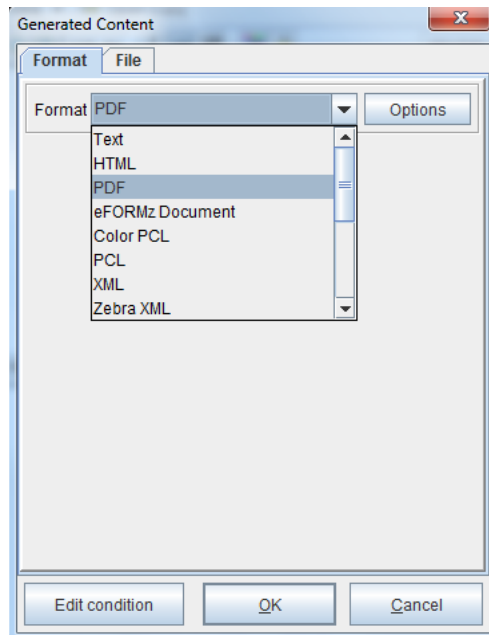 Generated Content
Format File
Format PDF Options
Text
HTML
PDF
eFORMz Document
Color PCL
PCL
XML
Zebra XML
Edit condition OK Cancel